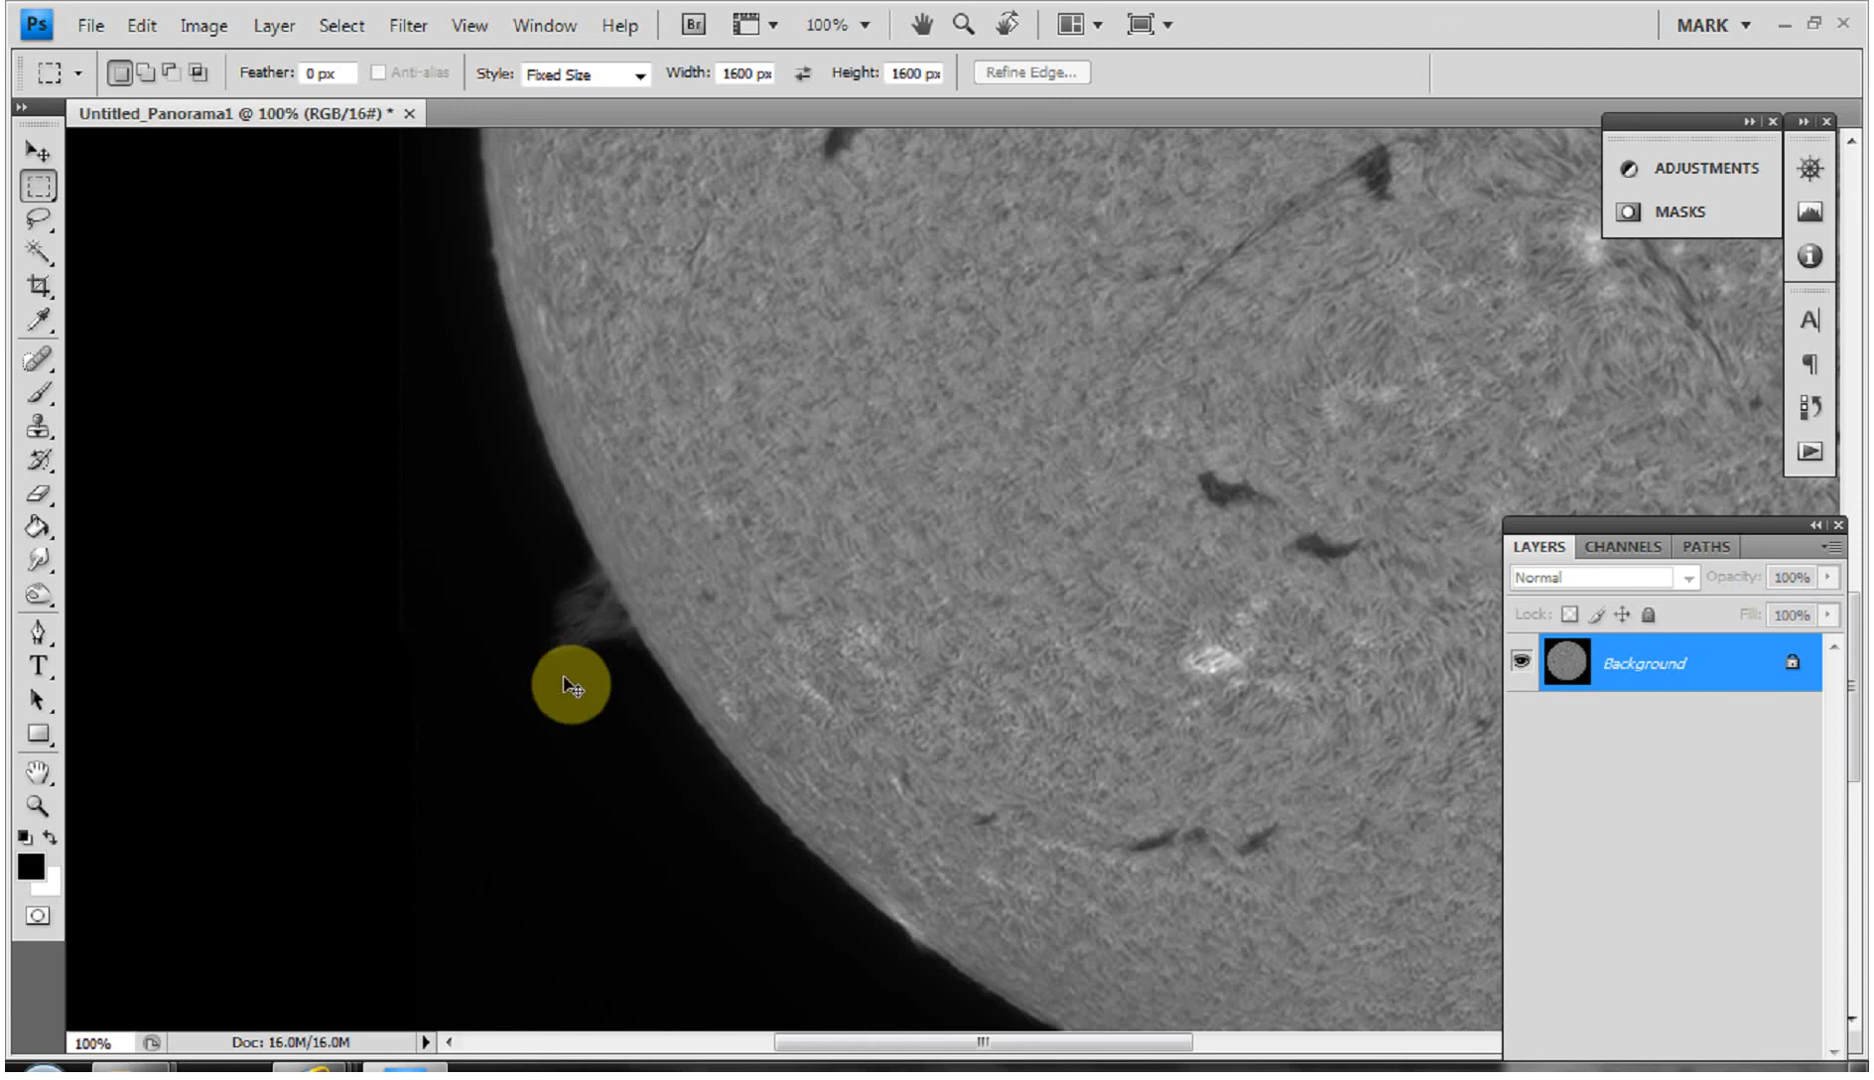 Ps File Edit Image Layer Select Filter View Window Help Br 100% MARK
Feather: 0 px Anti-alias Style: Fixed Size Width: 1600 px Height: 1600 px Refine Edge...
Untitled_Panorama1 @ 100% (RGB/16#) *
ADJUSTMENTS
MASKS
LAYERS CHANNELS PATHS
Normal Opacity: 100%
Lock: Fill: 100%
Background
100% Doc: 16.0M/16.0M